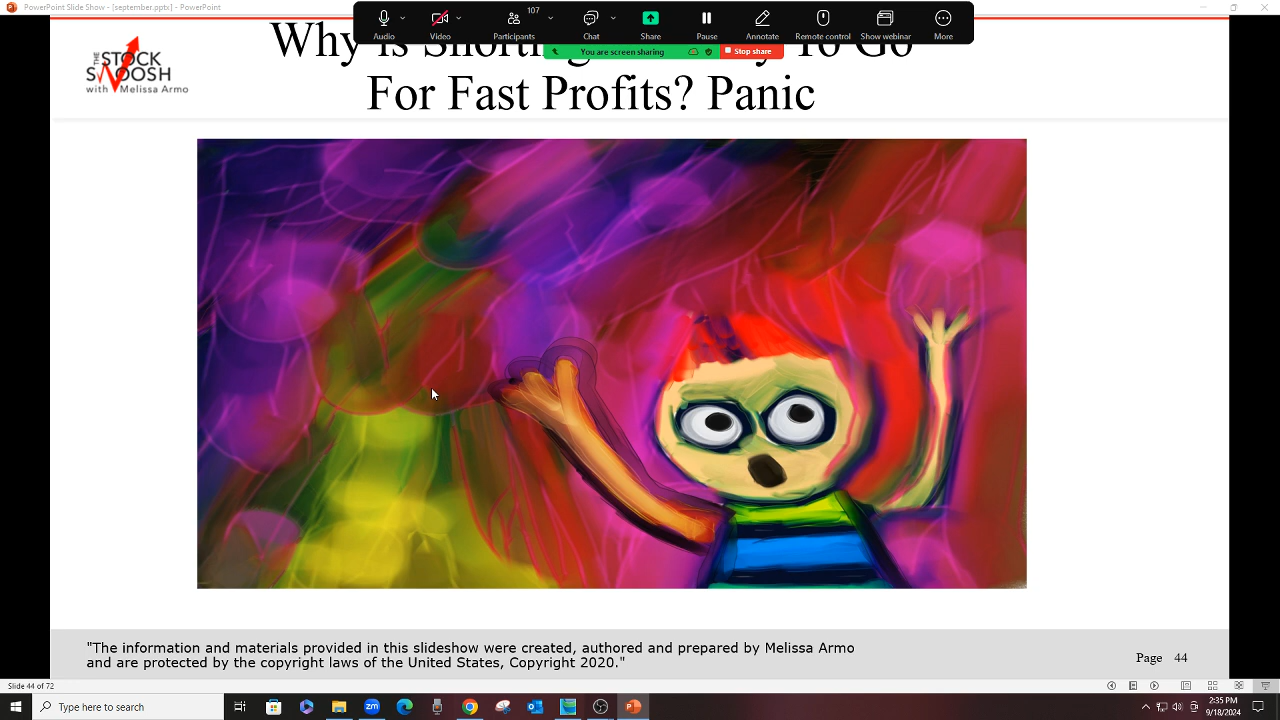 PowerPoint Slide Show - [september.pptx] - PowerPoint
107
Audio Video Participants Chat Share Pause Annotate Remote control Show webinar More
You are screen sharing Stop share
THE STOCK
SWOOSH
with Melissa Armo
Why Is To Go
For Fast Profits? Panic
"The information and materials provided in this slideshow were created, authored and prepared by Melissa Armo
and are protected by the copyright laws of the United States, Copyright 2020."
Page 44
Slide 44 of 72
Type here to search
zm
2:35 PM
9/18/2024